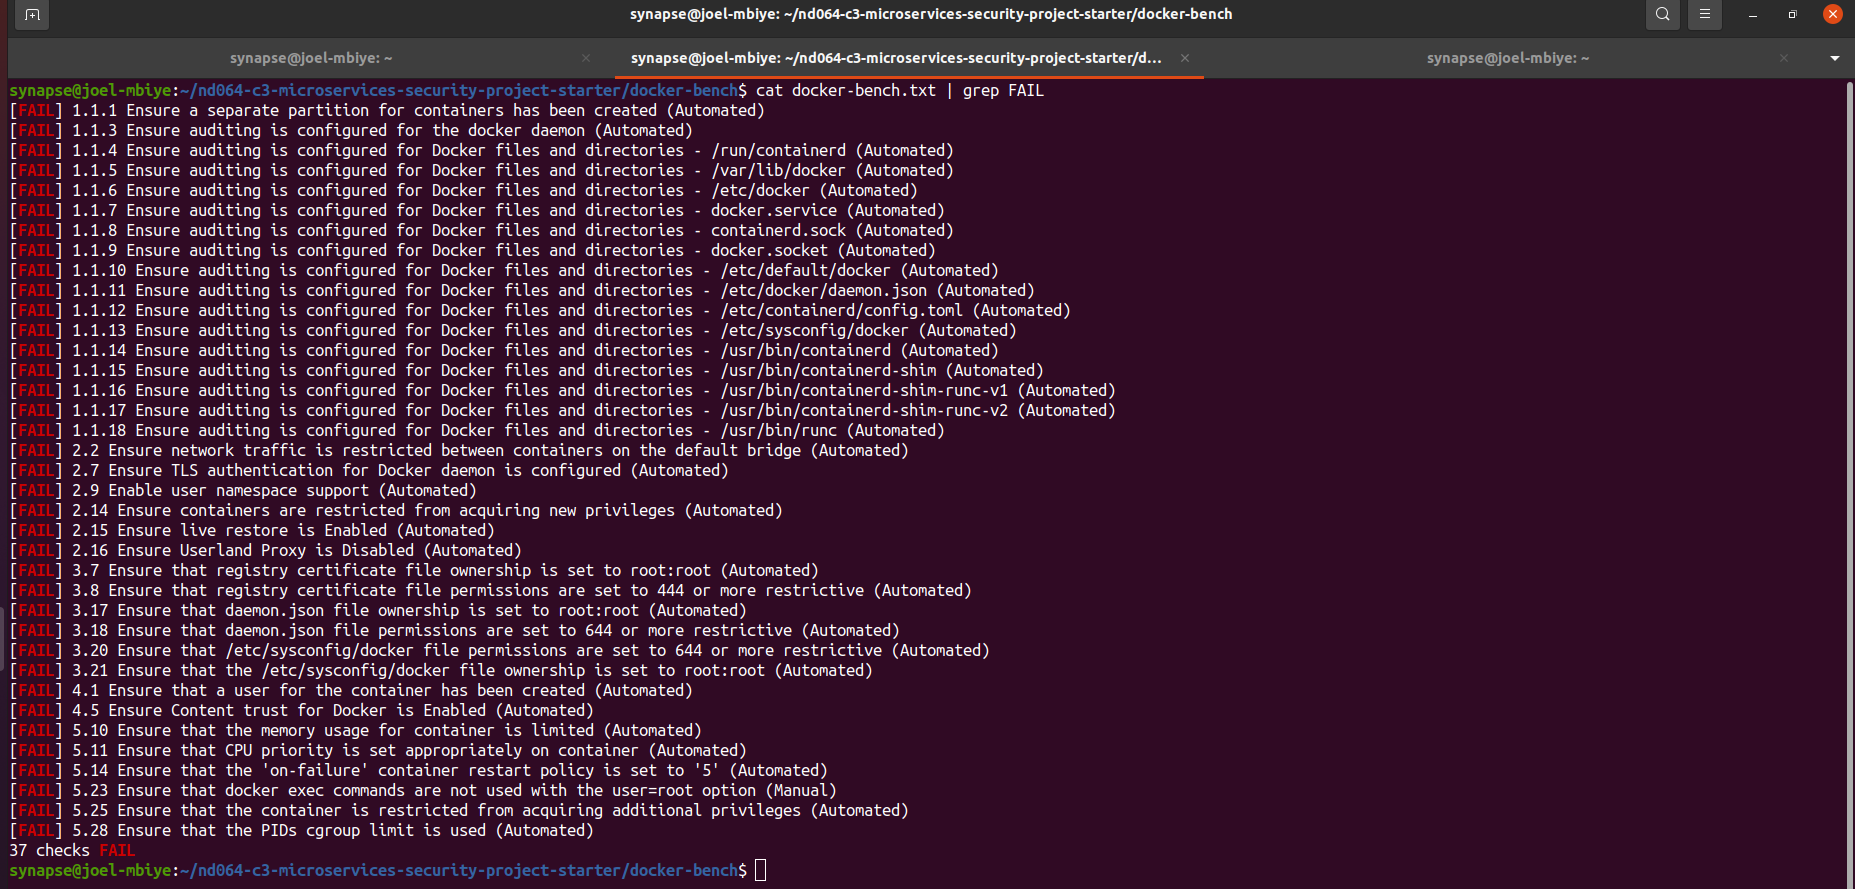 synapse@joel-mbiye: ~/nd064-c3-microservices-security-project-starter/docker-bench
synapse@joel-mbiye: ~
synapse@joel-mbiye: ~/nd064-c3-microservices-security-project-starter/d...
synapse@joel-mbiye: ~
synapse@joel-mbiye:~/nd064-c3-microservices-security-project-starter/docker-bench$ cat docker-bench.txt | grep FAIL
[FAIL] 1.1.1 Ensure a separate partition for containers has been created (Automated)
[FAIL] 1.1.3 Ensure auditing is configured for the docker daemon (Automated)
[FAIL] 1.1.4 Ensure auditing is configured for Docker files and directories - /run/containerd (Automated)
[FAIL] 1.1.5 Ensure auditing is configured for Docker files and directories - /var/lib/docker (Automated)
[FAIL] 1.1.6 Ensure auditing is configured for Docker files and directories - /etc/docker (Automated)
[FAIL] 1.1.7 Ensure auditing is configured for Docker files and directories - docker.service (Automated)
[FAIL] 1.1.8 Ensure auditing is configured for Docker files and directories - containerd.sock (Automated)
[FAIL] 1.1.9 Ensure auditing is configured for Docker files and directories - docker.socket (Automated)
[FAIL] 1.1.10 Ensure auditing is configured for Docker files and directories - /etc/default/docker (Automated)
[FAIL] 1.1.11 Ensure auditing is configured for Docker files and directories - /etc/docker/daemon.json (Automated)
[FAIL] 1.1.12 Ensure auditing is configured for Docker files and directories - /etc/containerd/config.toml (Automated)
[FAIL] 1.1.13 Ensure auditing is configured for Docker files and directories - /etc/sysconfig/docker (Automated)
[FAIL] 1.1.14 Ensure auditing is configured for Docker files and directories - /usr/bin/containerd (Automated)
[FAIL] 1.1.15 Ensure auditing is configured for Docker files and directories - /usr/bin/containerd-shim (Automated)
[FAIL] 1.1.16 Ensure auditing is configured for Docker files and directories - /usr/bin/containerd-shim-runc-v1 (Automated)
[FAIL] 1.1.17 Ensure auditing is configured for Docker files and directories - /usr/bin/containerd-shim-runc-v2 (Automated)
[FAIL] 1.1.18 Ensure auditing is configured for Docker files and directories - /usr/bin/runc (Automated)
[FAIL] 2.2 Ensure network traffic is restricted between containers on the default bridge (Automated)
[FAIL] 2.7 Ensure TLS authentication for Docker daemon is configured (Automated)
[FAIL] 2.9 Enable user namespace support (Automated)
[FAIL] 2.14 Ensure containers are restricted from acquiring new privileges (Automated)
[FAIL] 2.15 Ensure live restore is Enabled (Automated)
[FAIL] 2.16 Ensure Userland Proxy is Disabled (Automated)
[FAIL] 3.7 Ensure that registry certificate file ownership is set to root:root (Automated)
[FAIL] 3.8 Ensure that registry certificate file permissions are set to 444 or more restrictive (Automated)
[FAIL] 3.17 Ensure that daemon.json file ownership is set to root:root (Automated)
[FAIL] 3.18 Ensure that daemon.json file permissions are set to 644 or more restrictive (Automated)
[FAIL] 3.20 Ensure that /etc/sysconfig/docker file permissions are set to 644 or more restrictive (Automated)
[FAIL] 3.21 Ensure that the /etc/sysconfig/docker file ownership is set to root:root (Automated)
[FAIL] 4.1 Ensure that a user for the container has been created (Automated)
[FAIL] 4.5 Ensure Content trust for Docker is Enabled (Automated)
[FAIL] 5.10 Ensure that the memory usage for container is limited (Automated)
[FAIL] 5.11 Ensure that CPU priority is set appropriately on container (Automated)
[FAIL] 5.14 Ensure that the 'on-failure' container restart policy is set to '5' (Automated)
[FAIL] 5.23 Ensure that docker exec commands are not used with the user=root option (Manual)
[FAIL] 5.25 Ensure that the container is restricted from acquiring additional privileges (Automated)
[FAIL] 5.28 Ensure that the PIDs cgroup limit is used (Automated)
37 checks FAIL
synapse@joel-mbiye:~/nd064-c3-microservices-security-project-starter/docker-bench$